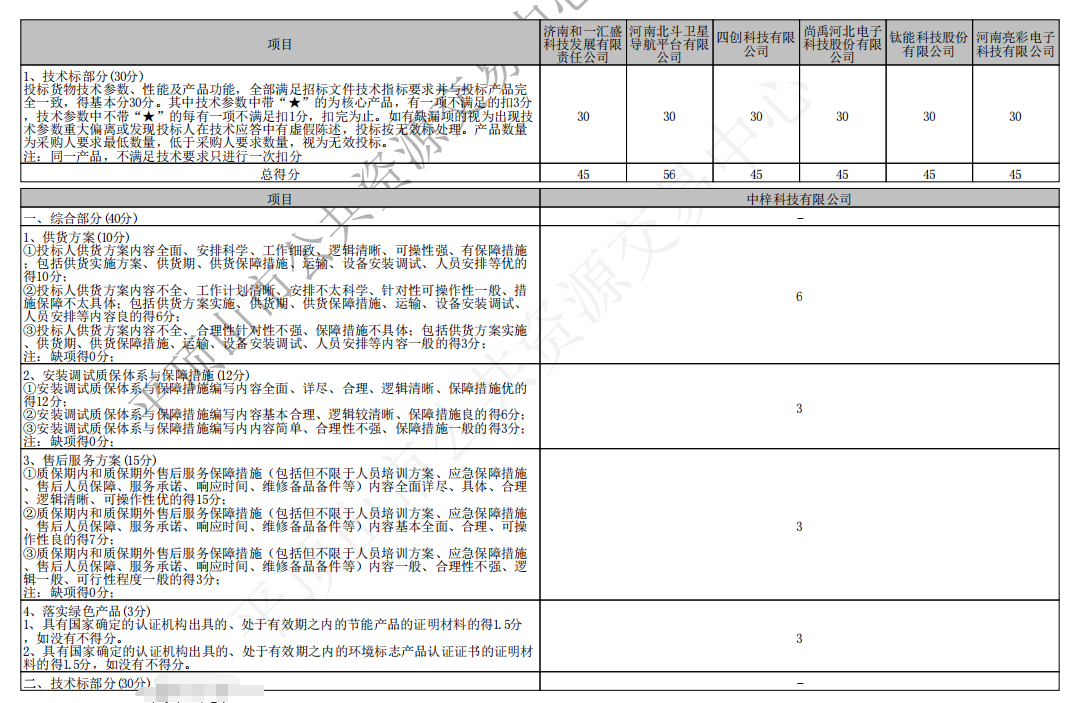 项目
济南和一汇盛
科技发展有限
责任公司
河南北斗卫星
导航平台有限
公司
四创科技有限
公司
尚禹河北电子
科技股份有限
公司
钛能科技股份
有限公司
河南亮彩电子
科技有限公司
1、技术标部分(30分)
投标货物技术参数、性能及产品功能，全部满足招标文件技术指标要求并与投标产品完
全一致，得基本分30分。其中技术参数中带“★”的为核心产品，有一项不满足的扣3分
，技术参数中不带“★”的每有一项不满足扣1分，扣完为止。如有缺漏项的视为出现技
术参数重大偏离或发现投标人在技术应答中有虚假陈述，投标按无效标处理。产品数量
为采购人要求最低数量，低于采购人要求数量，视为无效投标。
注：同一产品，不满足技术要求只进行一次扣分
30 30 30 30 30 30
总得分 45 56 45 45 45 45
项目 中梓科技有限公司
一、综合部分(40分) -
1、供货方案(10分)
①投标人供货方案内容全面、安排科学、工作细致、逻辑清晰、可操作性强、有保障措施
；包括供货实施方案、供货期、供货保障措施、运输、设备安装调试、人员安排等优的
得10分；
②投标人供货方案内容不全、工作计划清晰、安排不太科学、针对性可操作性一般、措
施保障不太具体；包括供货方案实施、供货期、供货保障措施、运输、设备安装调试、
人员安排等内容良的得6分；
③投标人供货方案内容不全、合理性针对性不强、保障措施不具体；包括供货方案实施
、供货期、供货保障措施、运输、设备安装调试、人员安排等内容一般的得3分；
注：缺项得0分；
6
2、安装调试质保体系与保障措施(12分)
①安装调试质保体系与保障措施编写内容全面、详尽、合理、逻辑清晰、保障措施优的
得12分；
②安装调试质保体系与保障措施编写内容基本合理、逻辑较清晰、保障措施良的得6分；
③安装调试质保体系与保障措施编写内内容简单、合理性不强、保障措施一般的得3分；
注：缺项得0分；
3
3、售后服务方案(15分)
①质保期内和质保期外售后服务保障措施（包括但不限于人员培训方案、应急保障措施
、售后人员保障、服务承诺、响应时间、维修备品备件等）内容全面详尽、具体、合理
、逻辑清晰、可操作性优的得15分；
②质保期内和质保期外售后服务保障措施（包括但不限于人员培训方案、应急保障措施
、售后人员保障、服务承诺、响应时间、维修备品备件等）内容基本全面、合理、可操
作性良的得7分；
③质保期内和质保期外售后服务保障措施（包括但不限于人员培训方案、应急保障措施
、售后人员保障、服务承诺、响应时间、维修备品备件等）内容一般、合理性不强、逻
辑一般、可行性程度一般的得3分；
注：缺项得0分；
3
4、落实绿色产品(3分)
1、具有国家确定的认证机构出具的、处于有效期之内的节能产品的证明材料的得1.5分
，如没有不得分。
2、具有国家确定的认证机构出具的、处于有效期之内的环境标志产品认证证书的证明材
料的得1.5分，如没有不得分。
3
二、技术标部分(30分) -
平顶山市公共资源交易中心
平顶山市公共资源交易中心